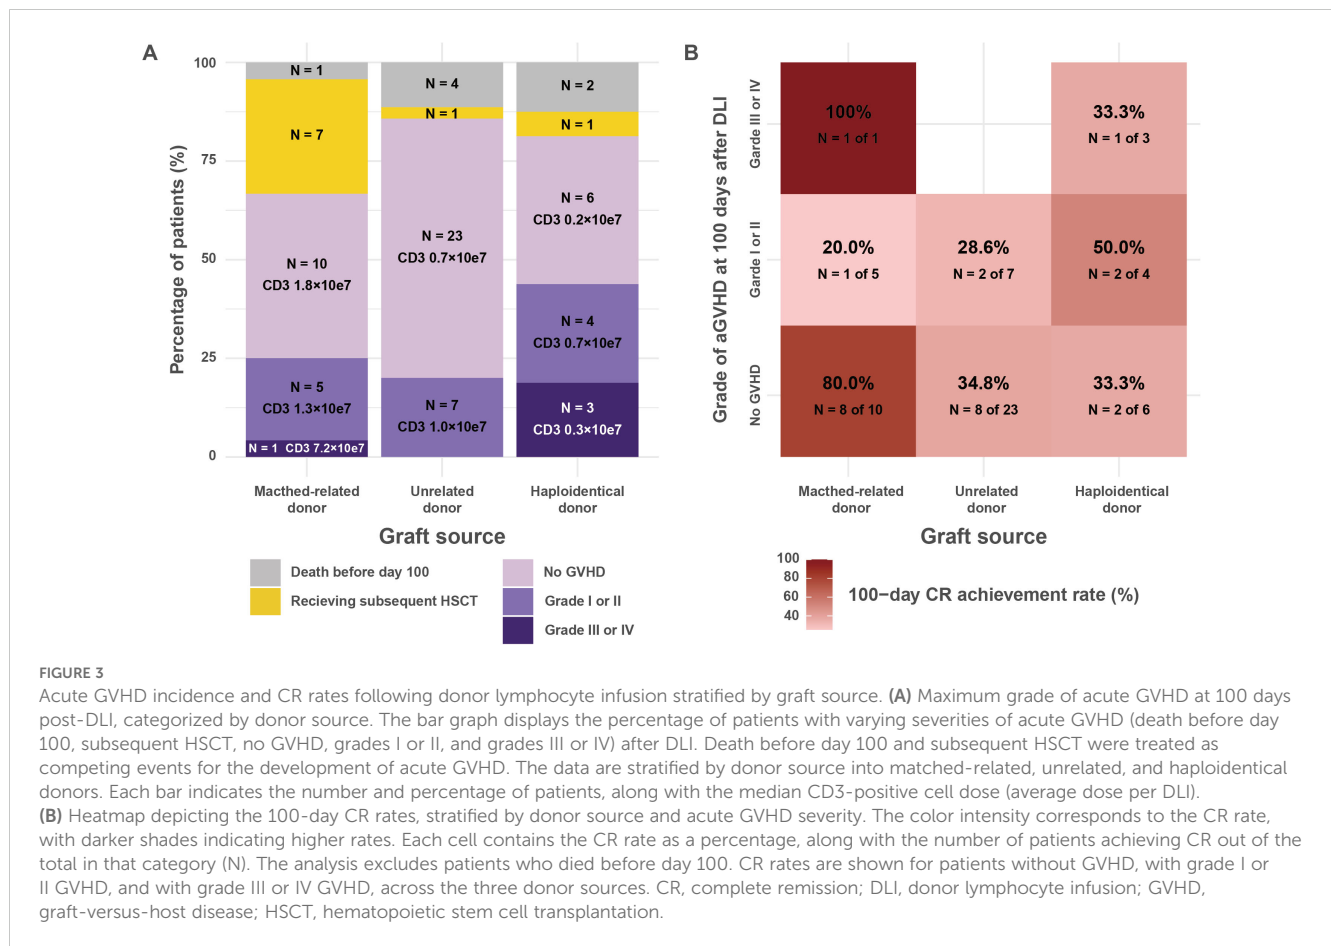 A
Percentage of patients (%)
100
75
50
25
0
N = 1
N = 7
N = 10
CD3 1.8×10e7
N = 5
CD3 1.3×10e7
N = 1 CD3 7.2×10e7
N = 4
N = 1
N = 23
CD3 0.7×10e7
N = 7
CD3 1.0×10e7
N = 2
N = 1
N = 6
CD3 0.2×10e7
N = 4
CD3 0.7×10e7
N = 3
CD3 0.3×10e7
Macthed-related
donor
Unrelated
donor
Haploidentical
donor
Graft source
Death before day 100
Recieving subsequent HSCT
No GVHD
Grade I or II
Grade III or IV
B
Grade of aGVHD at 100 days after DLI
Garde III or IV
Garde I or II
No GVHD
100%
N = 1 of 1
33.3%
N = 1 of 3
20.0%
N = 1 of 5
28.6%
N = 2 of 7
50.0%
N = 2 of 4
80.0%
N = 8 of 10
34.8%
N = 8 of 23
33.3%
N = 2 of 6
Macthed-related
donor
Unrelated
donor
Haploidentical
donor
Graft source
100
80
60
40
100−day CR achievement rate (%)
FIGURE 3
Acute GVHD incidence and CR rates following donor lymphocyte infusion stratified by graft source. (A) Maximum grade of acute GVHD at 100 days
post-DLI, categorized by donor source. The bar graph displays the percentage of patients with varying severities of acute GVHD (death before day
100, subsequent HSCT, no GVHD, grades I or II, and grades III or IV) after DLI. Death before day 100 and subsequent HSCT were treated as
competing events for the development of acute GVHD. The data are stratified by donor source into matched-related, unrelated, and haploidentical
donors. Each bar indicates the number and percentage of patients, along with the median CD3-positive cell dose (average dose per DLI).
(B) Heatmap depicting the 100-day CR rates, stratified by donor source and acute GVHD severity. The color intensity corresponds to the CR rate,
with darker shades indicating higher rates. Each cell contains the CR rate as a percentage, along with the number of patients achieving CR out of the
total in that category (N). The analysis excludes patients who died before day 100. CR rates are shown for patients without GVHD, with grade I or
II GVHD, and with grade III or IV GVHD, across the three donor sources. CR, complete remission; DLI, donor lymphocyte infusion; GVHD,
graft-versus-host disease; HSCT, hematopoietic stem cell transplantation.